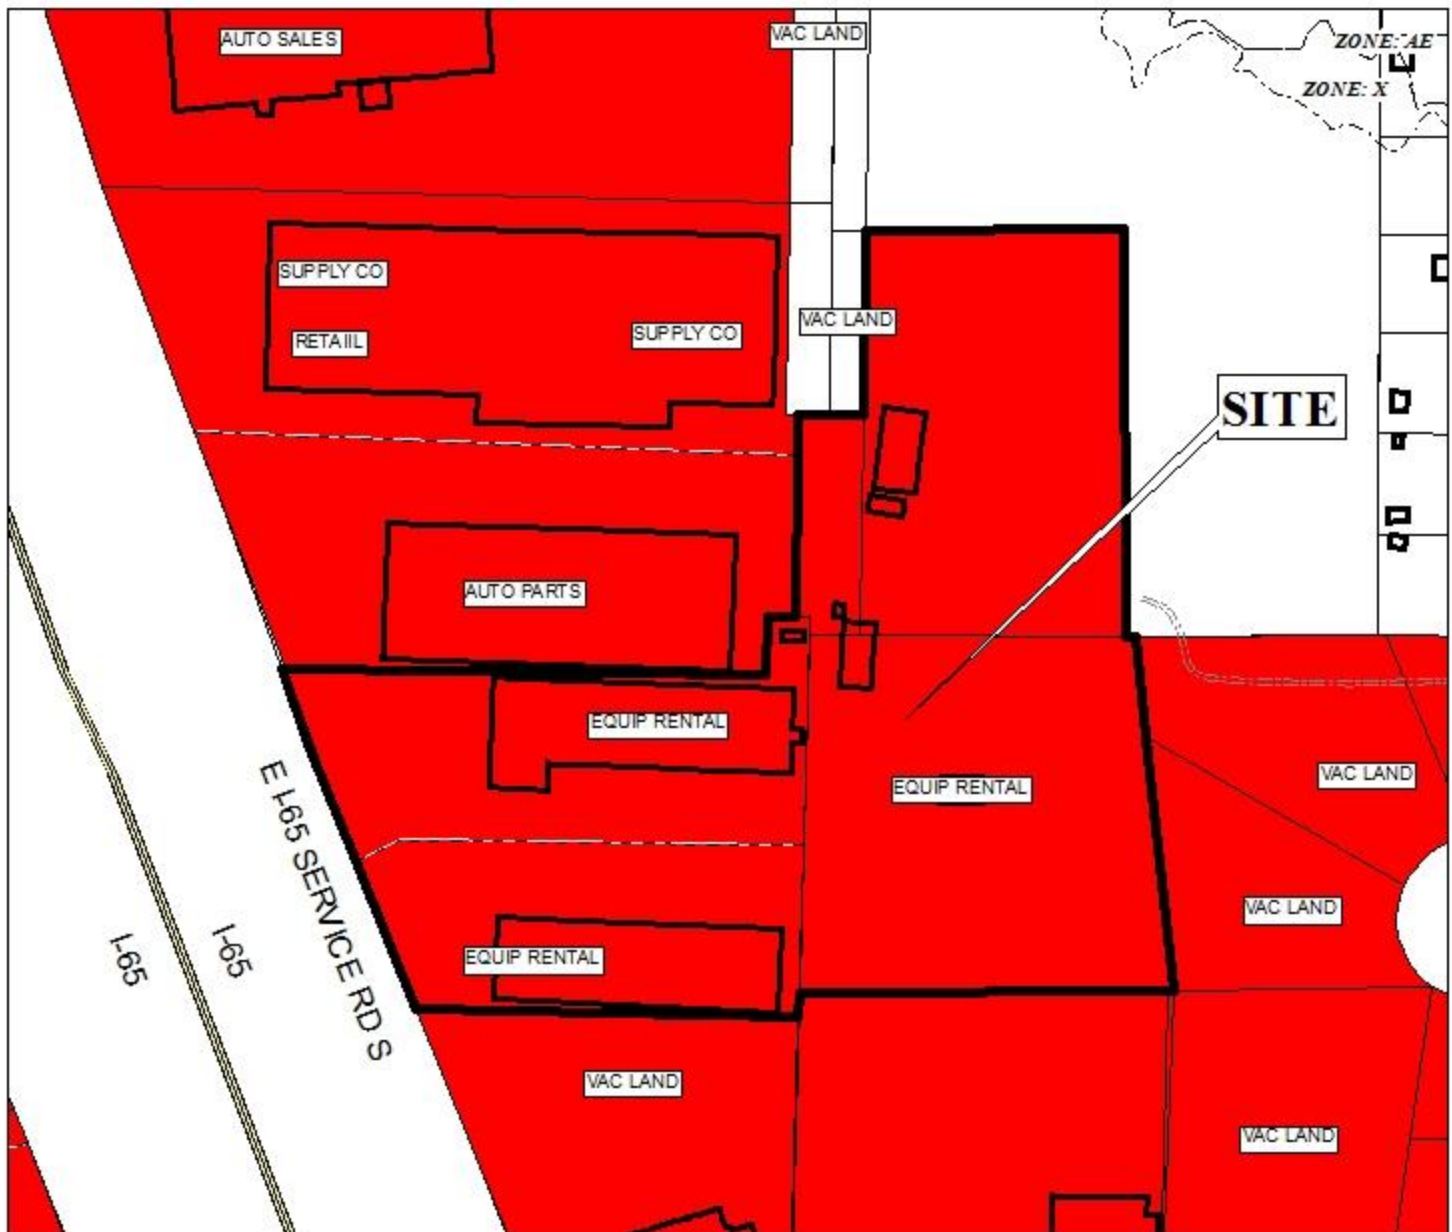 AUTO SALES
VAC LAND
ZONE: AE
ZONE: X
SUPPLY CO
RETAIIL
SUPPLY CO
VAC LAND
SITE
AUTO PARTS
EQUIP RENTAL
EQUIP RENTAL
VAC LAND
E I-65 SERVICE RD S
I-65
I-65
VAC LAND
EQUIP RENTAL
VAC LAND
VAC LAND